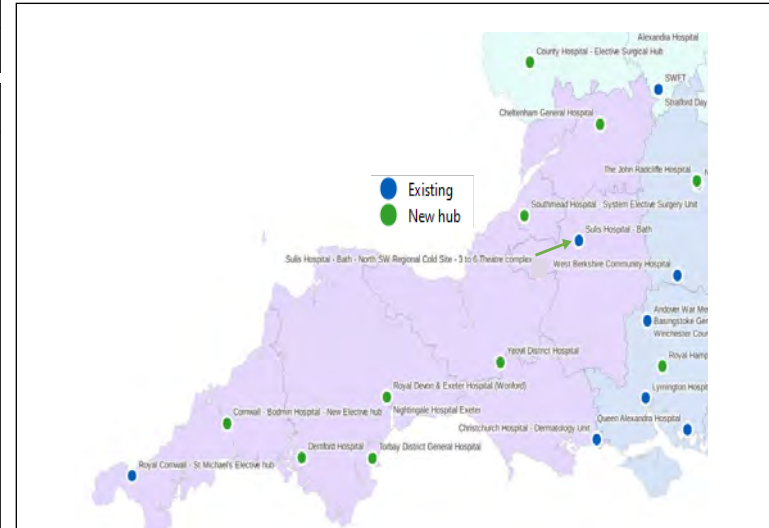 Alexandra Hospital
County Hospital - Elective Surgical Hub
SWFT
Stratford Day
Cheltenham General Hospital
The John Radcliffe Hospital
N
Existing
New hub
Southmead Hospital - System Elective Surgery Unit
Sulis Hospital - Bath
Sulis Hospital - Bath - North SW Regional Cold Site - 3 to 6 Theatre complex
West Berkshire Community Hospital
Andover War Me
Basingstoke Gen
Winchester Coun
Yeovil District Hospital
Royal Hamp
Royal Devon & Exeter Hospital (Wonford)
Lymington Hospit
Nightingale Hospital Exeter
Cornwall - Bodmin Hospital - New Elective hub
Queen Alexandra Hospital
Christchurch Hospital - Dermatology Unit
Derriford Hospital
Torbay District General Hospital
Royal Cornwall - St Michael's Elective hub